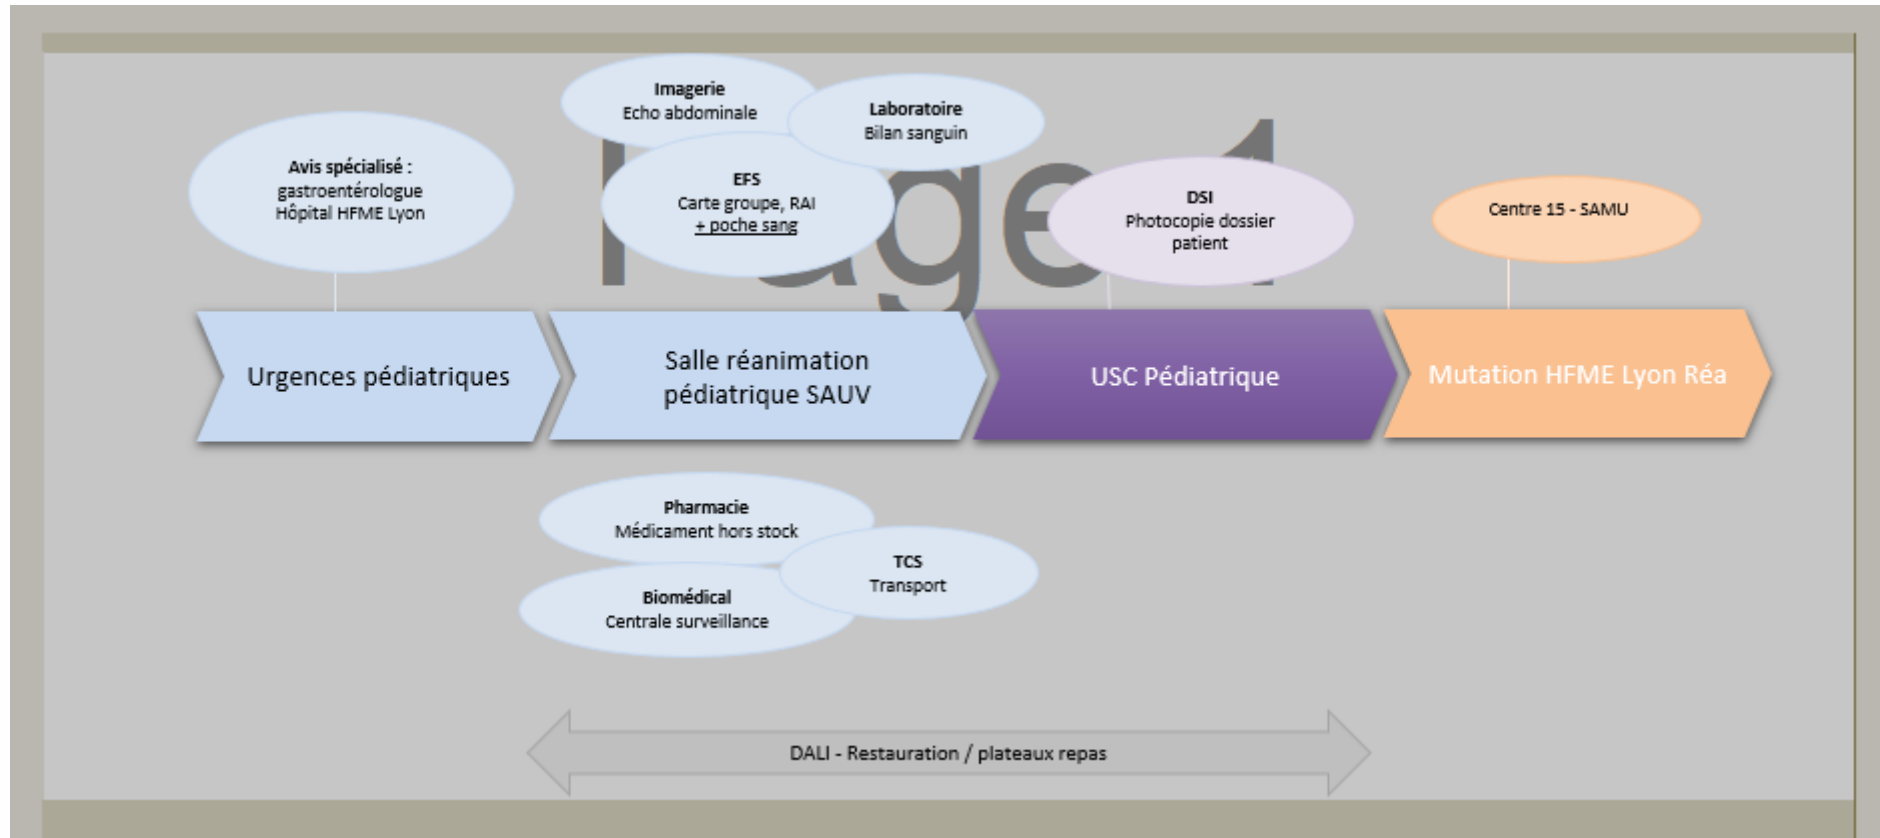 Imagerie
Echo abdominale
Laboratoire
Bilan sanguin
Avis spécialisé :
gastroentérologue
Hôpital HFME Lyon
EFS
Carte groupe, RAI
+ poche sang
DSI
Photocopie dossier
patient
Centre 15 - SAMU
Page 1
Urgences pédiatriques
Salle réanimation
pédiatrique SAUV
USC Pédiatrique
Mutation HFME Lyon Réa
Pharmacie
Médicament hors stock
TCS
Transport
Biomédical
Centrale surveillance
DALI - Restauration / plateaux repas